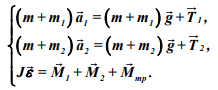 (m + m₁) a⃗₁ = (m + m₁) g⃗ + T⃗₁,
(m + m₂) a⃗₂ = (m + m₂) g⃗ + T⃗₂,
Jε⃗ = M⃗₁ + M⃗₂ + M⃗тр.